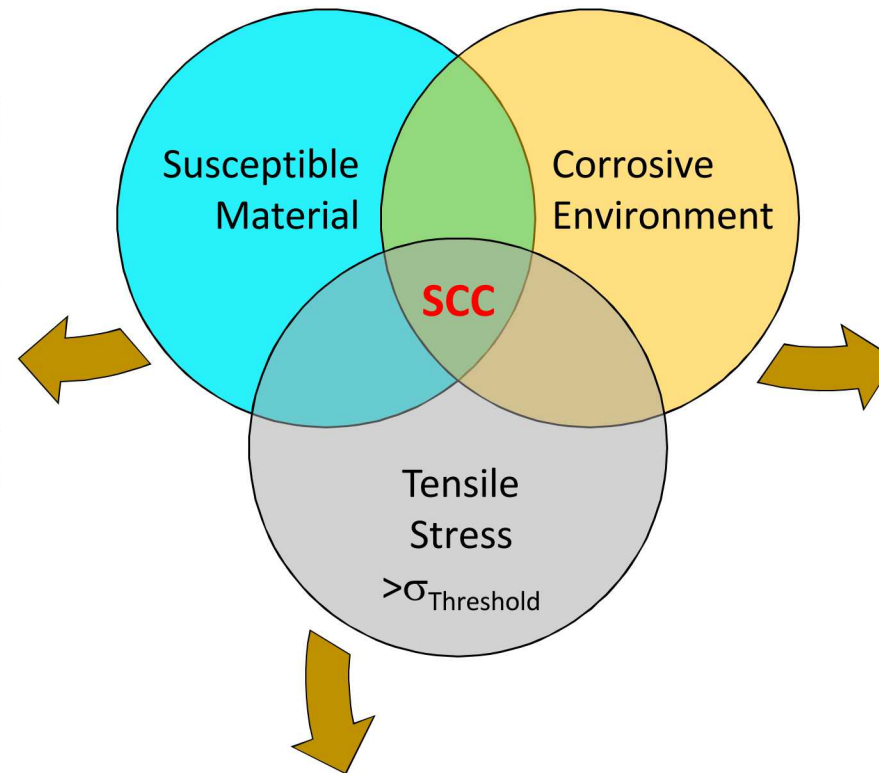 Susceptible
Material
Corrosive
Environment
SCC
Tensile
Stress
>σThreshold